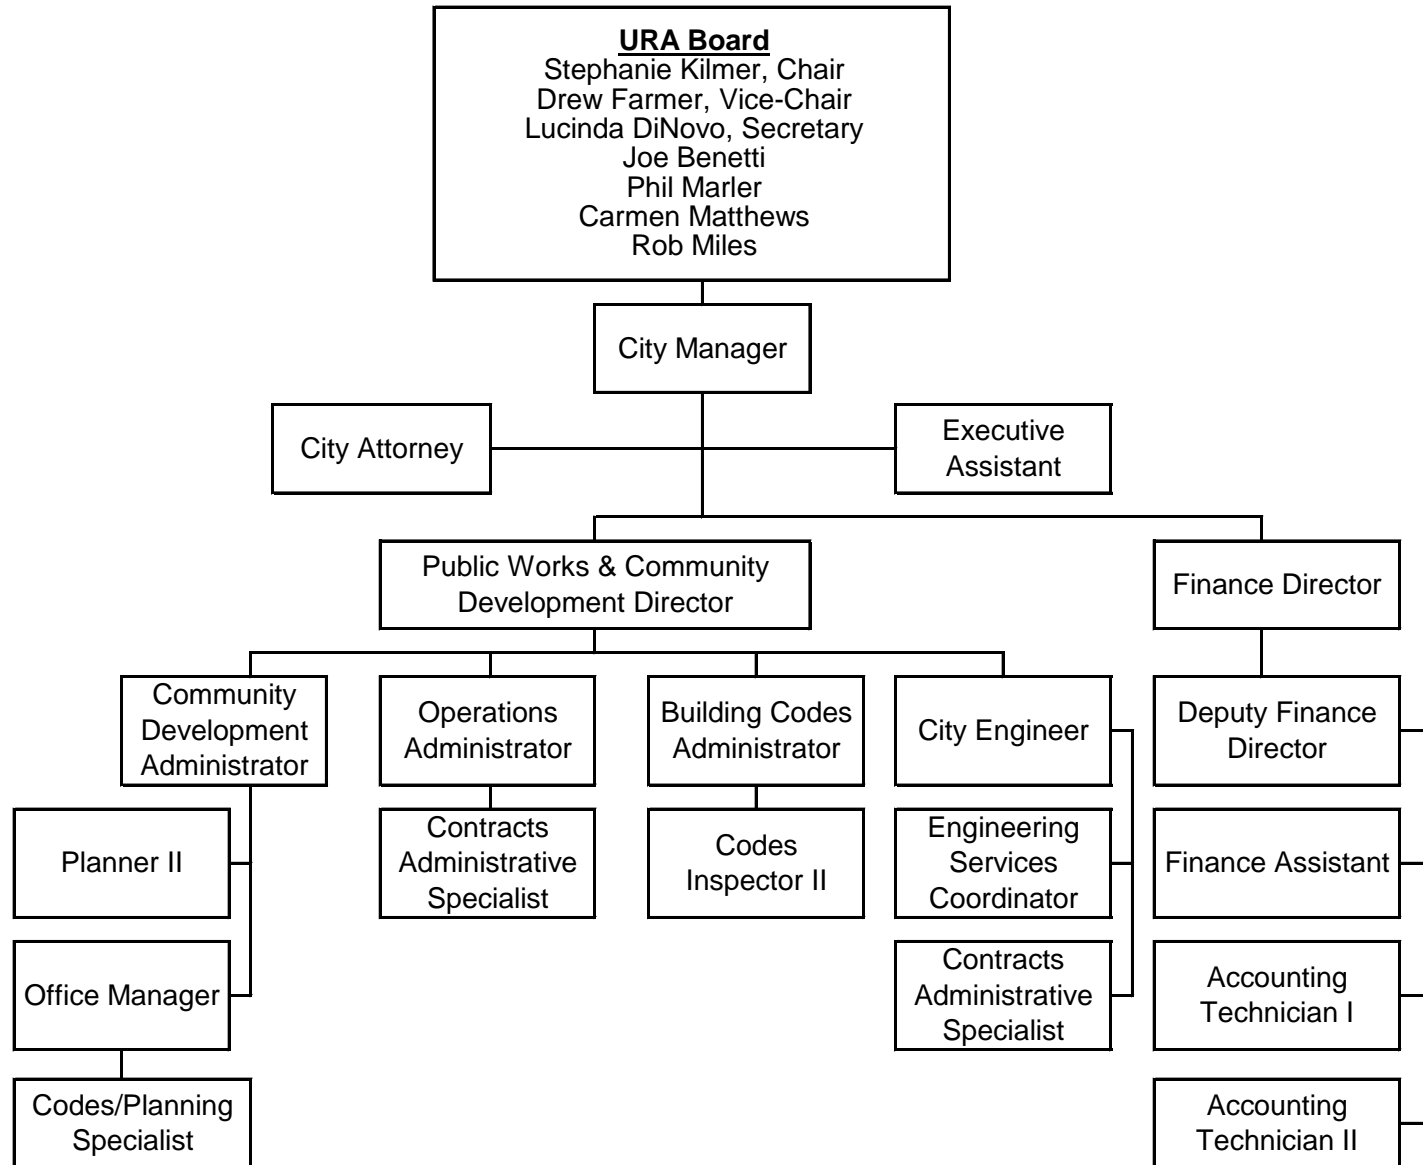 URA Board
Stephanie Kilmer, Chair
Drew Farmer, Vice-Chair
Lucinda DiNovo, Secretary
Joe Benetti
Phil Marler
Carmen Matthews
Rob Miles
City Manager
City Attorney
Executive
Assistant
Public Works & Community
Development Director
Finance Director
Community
Development
Administrator
Operations
Administrator
Building Codes
Administrator
City Engineer
Deputy Finance
Director
Planner II
Contracts
Administrative
Specialist
Codes
Inspector II
Engineering
Services
Coordinator
Finance Assistant
Office Manager
Contracts
Administrative
Specialist
Accounting
Technician I
Codes/Planning
Specialist
Accounting
Technician II